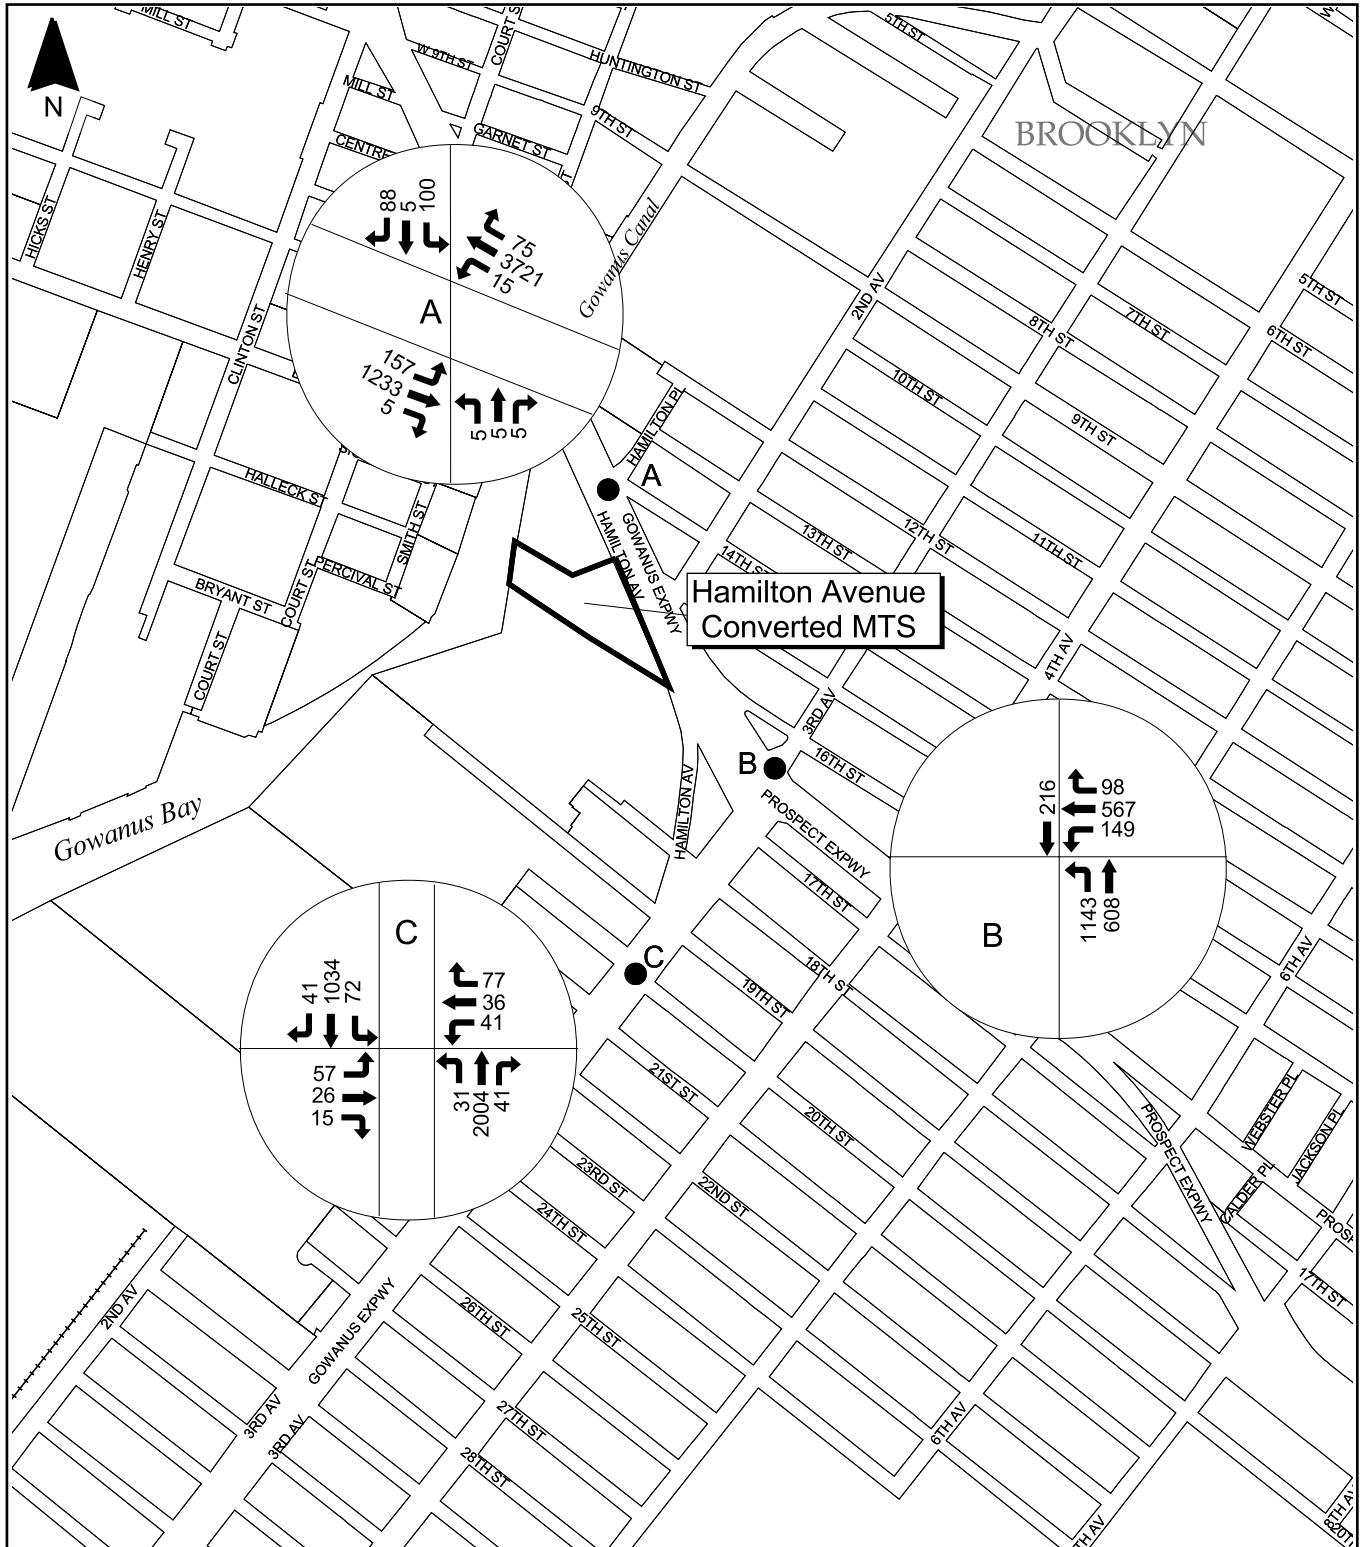 MILL ST
COURT S
W 9TH ST
HUNTINGTON ST
5TH ST
N
MILL ST
9TH ST
GARNET ST
CENTRE
BROOKLYN
HICKS ST
HENRY ST
CLINTON ST
Gowanus Canal
88
5
100
75
3721
15
A
157
1233
5
5
5
5
2ND AV
5TH ST
7TH ST
6TH ST
8TH ST
10TH ST
9TH ST
HAMILTON PL
A
HALLECK ST
SMITH ST
HAMILTON AV
GOWANUS EXPWY
14TH ST
13TH ST
12TH ST
11TH ST
PERCIVAL ST
BRYANT ST
COURT ST
COURT ST
Hamilton Avenue
Converted MTS
4TH AV
3RD AV
B
16TH ST
HAMILTON AV
PROSPECT EXPWY
Gowanus Bay
17TH ST
216
98
567
149
1143
608
B
6TH AV
C
C
18TH ST
19TH ST
41
1034
72
77
36
41
57
26
15
31
2004
41
21ST ST
20TH ST
23RD ST
22ND ST
24TH ST
WEBSTER PL
JACKSON PL
CALDER PL
PROSPECT EXPWY
PROSP
17TH ST
2ND AV
GOWANUS EXPWY
26TH ST
25TH ST
3RD AV
3RD AV
27TH ST
28TH ST
6TH AV
TH AV